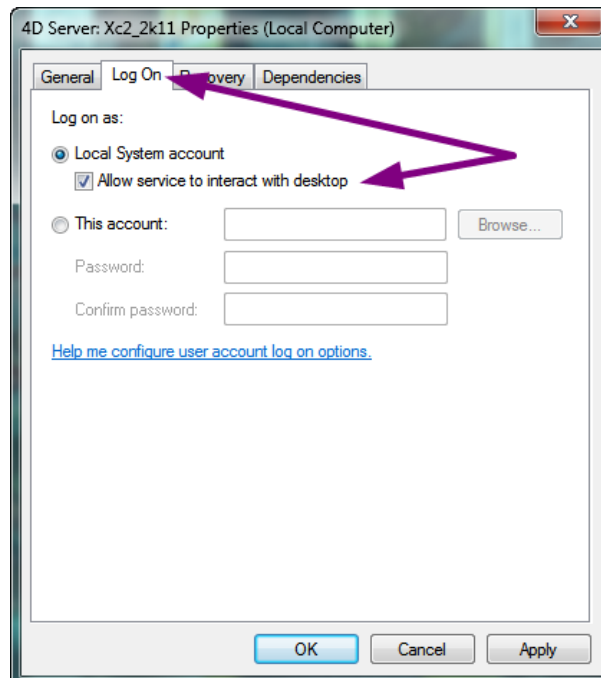 4D Server: Xc2_2k11 Properties (Local Computer)
General Log On Recovery Dependencies
Log on as:
Local System account
Allow service to interact with desktop
This account: Browse...
Password:
Confirm password:
Help me configure user account log on options.
OK Cancel Apply